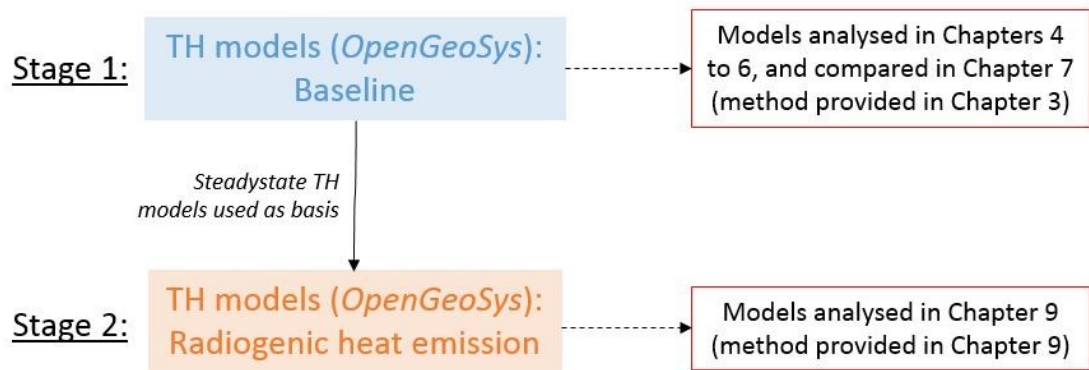 Stage 1:
TH models (OpenGeoSys):
Baseline
Models analysed in Chapters 4
to 6, and compared in Chapter 7
(method provided in Chapter 3)
Steadystate TH
models used as basis
Stage 2:
TH models (OpenGeoSys):
Radiogenic heat emission
Models analysed in Chapter 9
(method provided in Chapter 9)